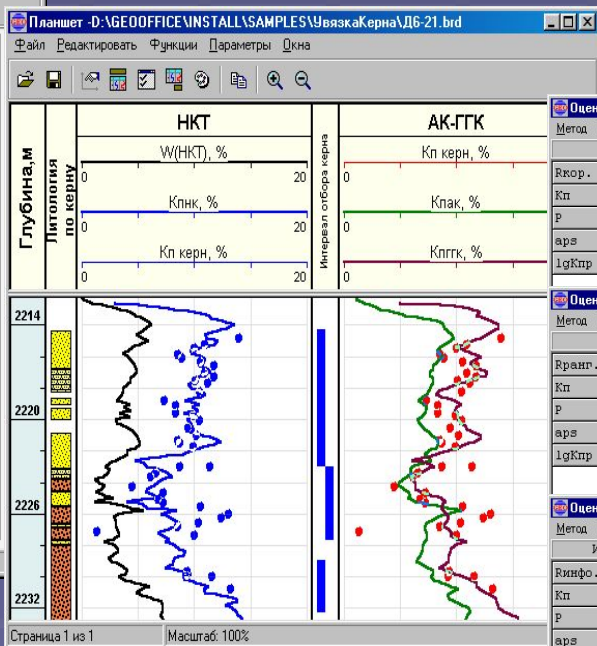 Планшет -D:\GEOOFFICE\INSTALL\SAMPLES\УвязкаКерна\Д6-21.brd
Файл Редактировать Функции Параметры Окна
Глубина,м
Литология по керну
НКТ
W(НКТ), %
0 20
Кпнк, %
0 20
Кп керн, %
0 20
Интервал отбора керна
АК-ГГК
Кп керн, %
0
Кпак, %
0
Кпггк, %
0
2214
2220
2226
2232
Страница 1 из 1 Масштаб: 100%
Оцен
Метод
Rкор.
Кп
P
aps
lgKпр
Оцен
Метод
Rранг.
Кп
P
aps
lgKпр
Оцен
Метод
И
Rинфо.
Кп
P
aps